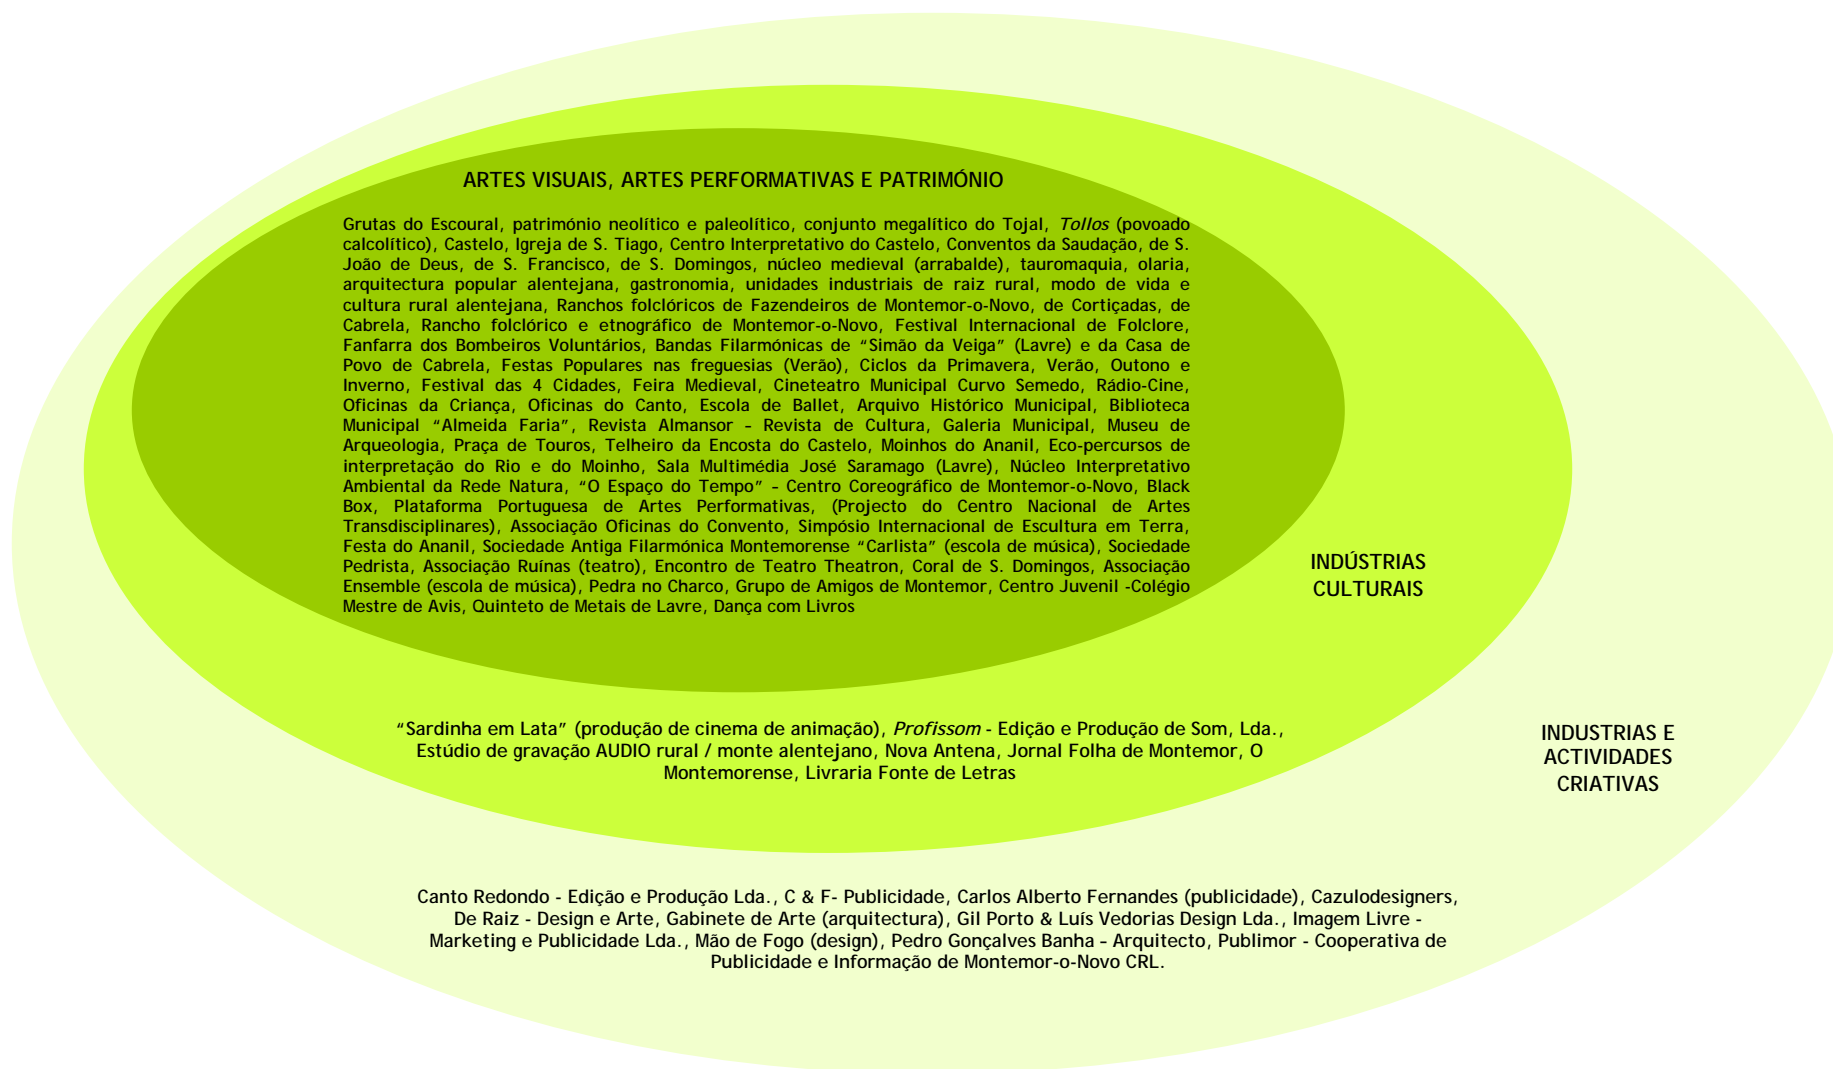 ARTES VISUAIS, ARTES PERFORMATIVAS E PATRIMÓNIO
Grutas do Escoural, património neolítico e paleolítico, conjunto megalítico do Tojal, Tollos (povoado
calcolítico), Castelo, Igreja de S. Tiago, Centro Interpretativo do Castelo, Conventos da Saudação, de S.
João de Deus, de S. Francisco, de S. Domingos, núcleo medieval (arrabalde), tauromaquia, olaria,
arquitectura popular alentejana, gastronomia, unidades industriais de raiz rural, modo de vida e
cultura rural alentejana, Ranchos folclóricos de Fazendeiros de Montemor-o-Novo, de Cortiçadas, de
Cabrela, Rancho folclórico e etnográfico de Montemor-o-Novo, Festival Internacional de Folclore,
Fanfarra dos Bombeiros Voluntários, Bandas Filarmónicas de “Simão da Veiga” (Lavre) e da Casa de
Povo de Cabrela, Festas Populares nas freguesias (Verão), Ciclos da Primavera, Verão, Outono e
Inverno, Festival das 4 Cidades, Feira Medieval, Cineteatro Municipal Curvo Semedo, Rádio-Cine,
Oficinas da Criança, Oficinas do Canto, Escola de Ballet, Arquivo Histórico Municipal, Biblioteca
Municipal “Almeida Faria”, Revista Almansor – Revista de Cultura, Galeria Municipal, Museu de
Arqueologia, Praça de Touros, Telheiro da Encosta do Castelo, Moinhos do Ananil, Eco-percursos de
interpretação do Rio e do Moinho, Sala Multimédia José Saramago (Lavre), Núcleo Interpretativo
Ambiental da Rede Natura, “O Espaço do Tempo” – Centro Coreográfico de Montemor-o-Novo, Black
Box, Plataforma Portuguesa de Artes Performativas, (Projecto do Centro Nacional de Artes
Transdisciplinares), Associação Oficinas do Convento, Simpósio Internacional de Escultura em Terra,
Festa do Ananil, Sociedade Antiga Filarmónica Montemorense “Carlista” (escola de música), Sociedade
Pedrista, Associação Ruínas (teatro), Encontro de Teatro Theatron, Coral de S. Domingos, Associação
Ensemble (escola de música), Pedra no Charco, Grupo de Amigos de Montemor, Centro Juvenil -Colégio
Mestre de Avis, Quinteto de Metais de Lavre, Dança com Livros
INDÚSTRIAS
CULTURAIS
“Sardinha em Lata” (produção de cinema de animação), Profissom - Edição e Produção de Som, Lda.,
Estúdio de gravação AUDIO rural / monte alentejano, Nova Antena, Jornal Folha de Montemor, O
Montemorense, Livraria Fonte de Letras
INDUSTRIAS E
ACTIVIDADES
CRIATIVAS
Canto Redondo - Edição e Produção Lda., C & F- Publicidade, Carlos Alberto Fernandes (publicidade), Cazulodesigners,
De Raiz - Design e Arte, Gabinete de Arte (arquitectura), Gil Porto & Luís Vedorias Design Lda., Imagem Livre -
Marketing e Publicidade Lda., Mão de Fogo (design), Pedro Gonçalves Banha – Arquitecto, Publimor - Cooperativa de
Publicidade e Informação de Montemor-o-Novo CRL.